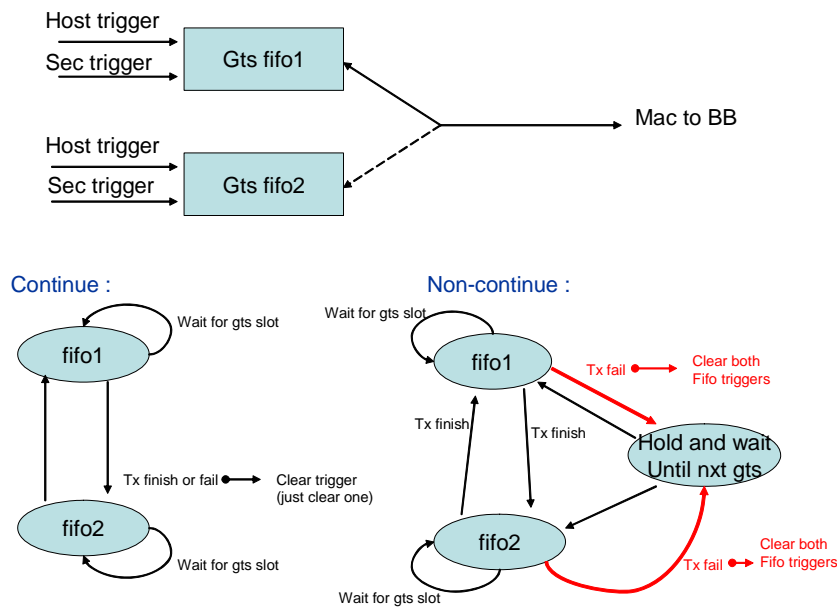 Host trigger
Sec trigger
Gts fifo1
Mac to BB
Host trigger
Sec trigger
Gts fifo2
Continue :
Wait for gts slot
fifo1
Tx finish or fail
Clear trigger
(just clear one)
fifo2
Wait for gts slot
Non-continue :
Wait for gts slot
fifo1
Tx fail
Clear both
Fifo triggers
Tx finish
Tx finish
Hold and wait
Until nxt gts
fifo2
Wait for gts slot
Tx fail
Clear both
Fifo triggers